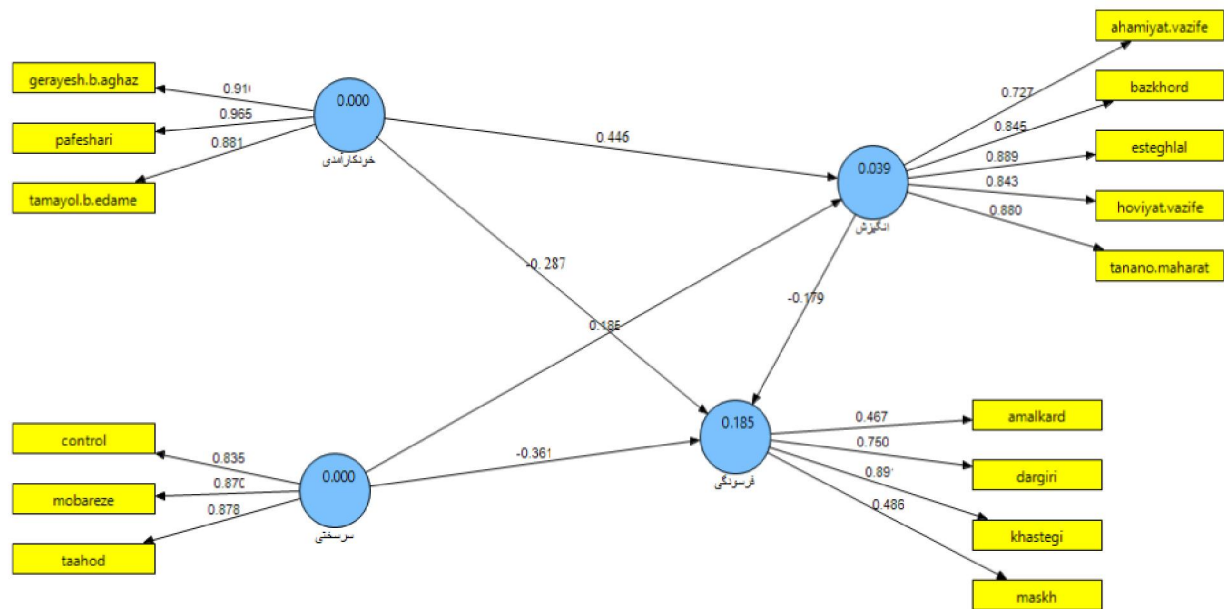 gerayesh.b.aghaz
pafeshari
tamayol.b.edame
0.965
0.881
0.000
خودکارآمدی
0.446
-0.287
ahamiyat.vazife
bazkhord
esteghlal
hoviyat.vazife
tanano.maharat
0.727
0.845
0.889
0.843
0.880
0.039
انگیزش
-0.179
control
mobareze
taahod
0.835
0.870
0.878
0.000
سرسختی
-0.361
0.185
فرسودگی
0.467
0.750
0.486
amalkard
dargiri
khastegi
maskh